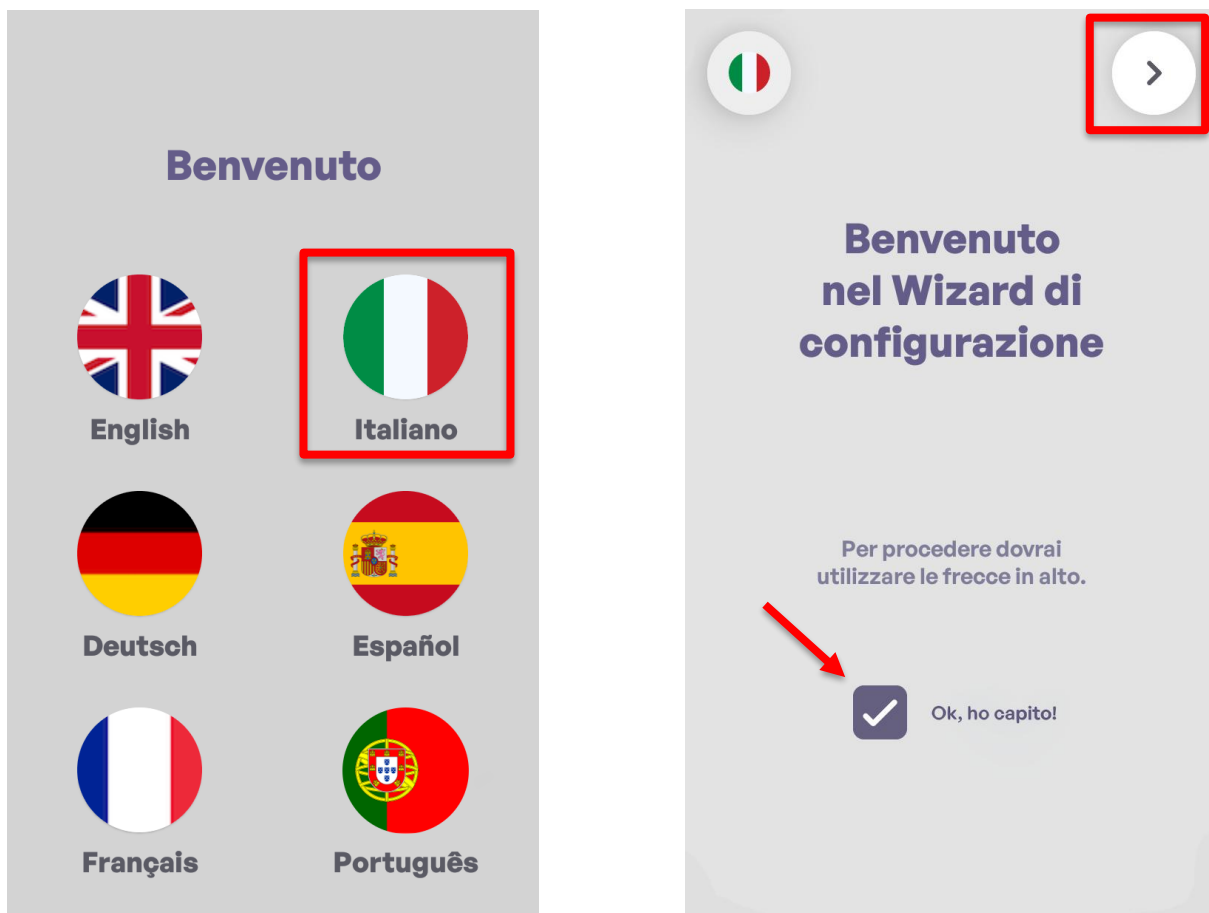 Benvenuto
English
Italiano
Deutsch
Español
Français
Português
Benvenuto
nel Wizard di
configurazione
Per procedere dovrai
utilizzare le frecce in alto.
Ok, ho capito!